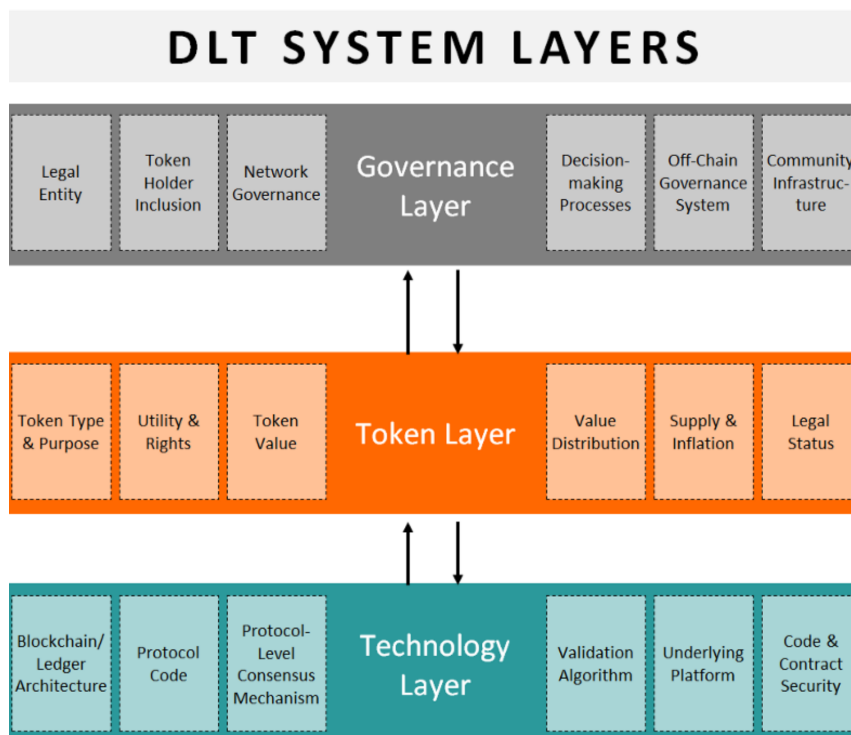 DLT SYSTEM LAYERS
Legal
Entity
Token
Holder
Inclusion
Network
Governance
Governance
Layer
Decision-
making
Processes
Off-Chain
Governance
System
Community
Infrastruc-
ture
Token Type
& Purpose
Utility &
Rights
Token
Value
Token Layer
Value
Distribution
Supply &
Inflation
Legal
Status
Blockchain/
Ledger
Architecture
Protocol
Code
Protocol-
Level
Consensus
Mechanism
Technology
Layer
Validation
Algorithm
Underlying
Platform
Code &
Contract
Security